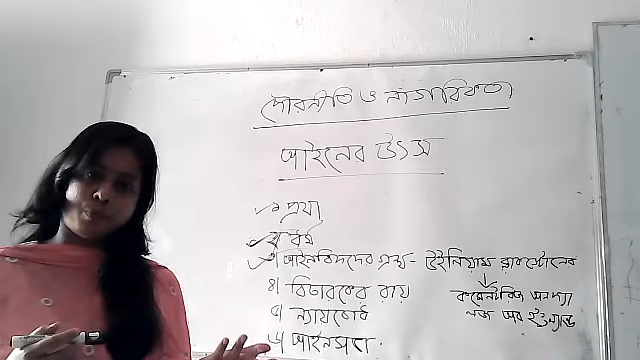 পৌরনীতি ও নাগরিকতা
আইনের উৎস
১) প্রথা
২) ধর্ম
৩) আইনবিদদের গ্রন্থ - উইলিয়াম ব্লাকস্টোনের
কমেন্টারিজ অন দ্যা
লজ অব ইংল্যান্ড
৪) বিচারকের রায়
৫) ন্যায়বোধ
৬) আইনসভা